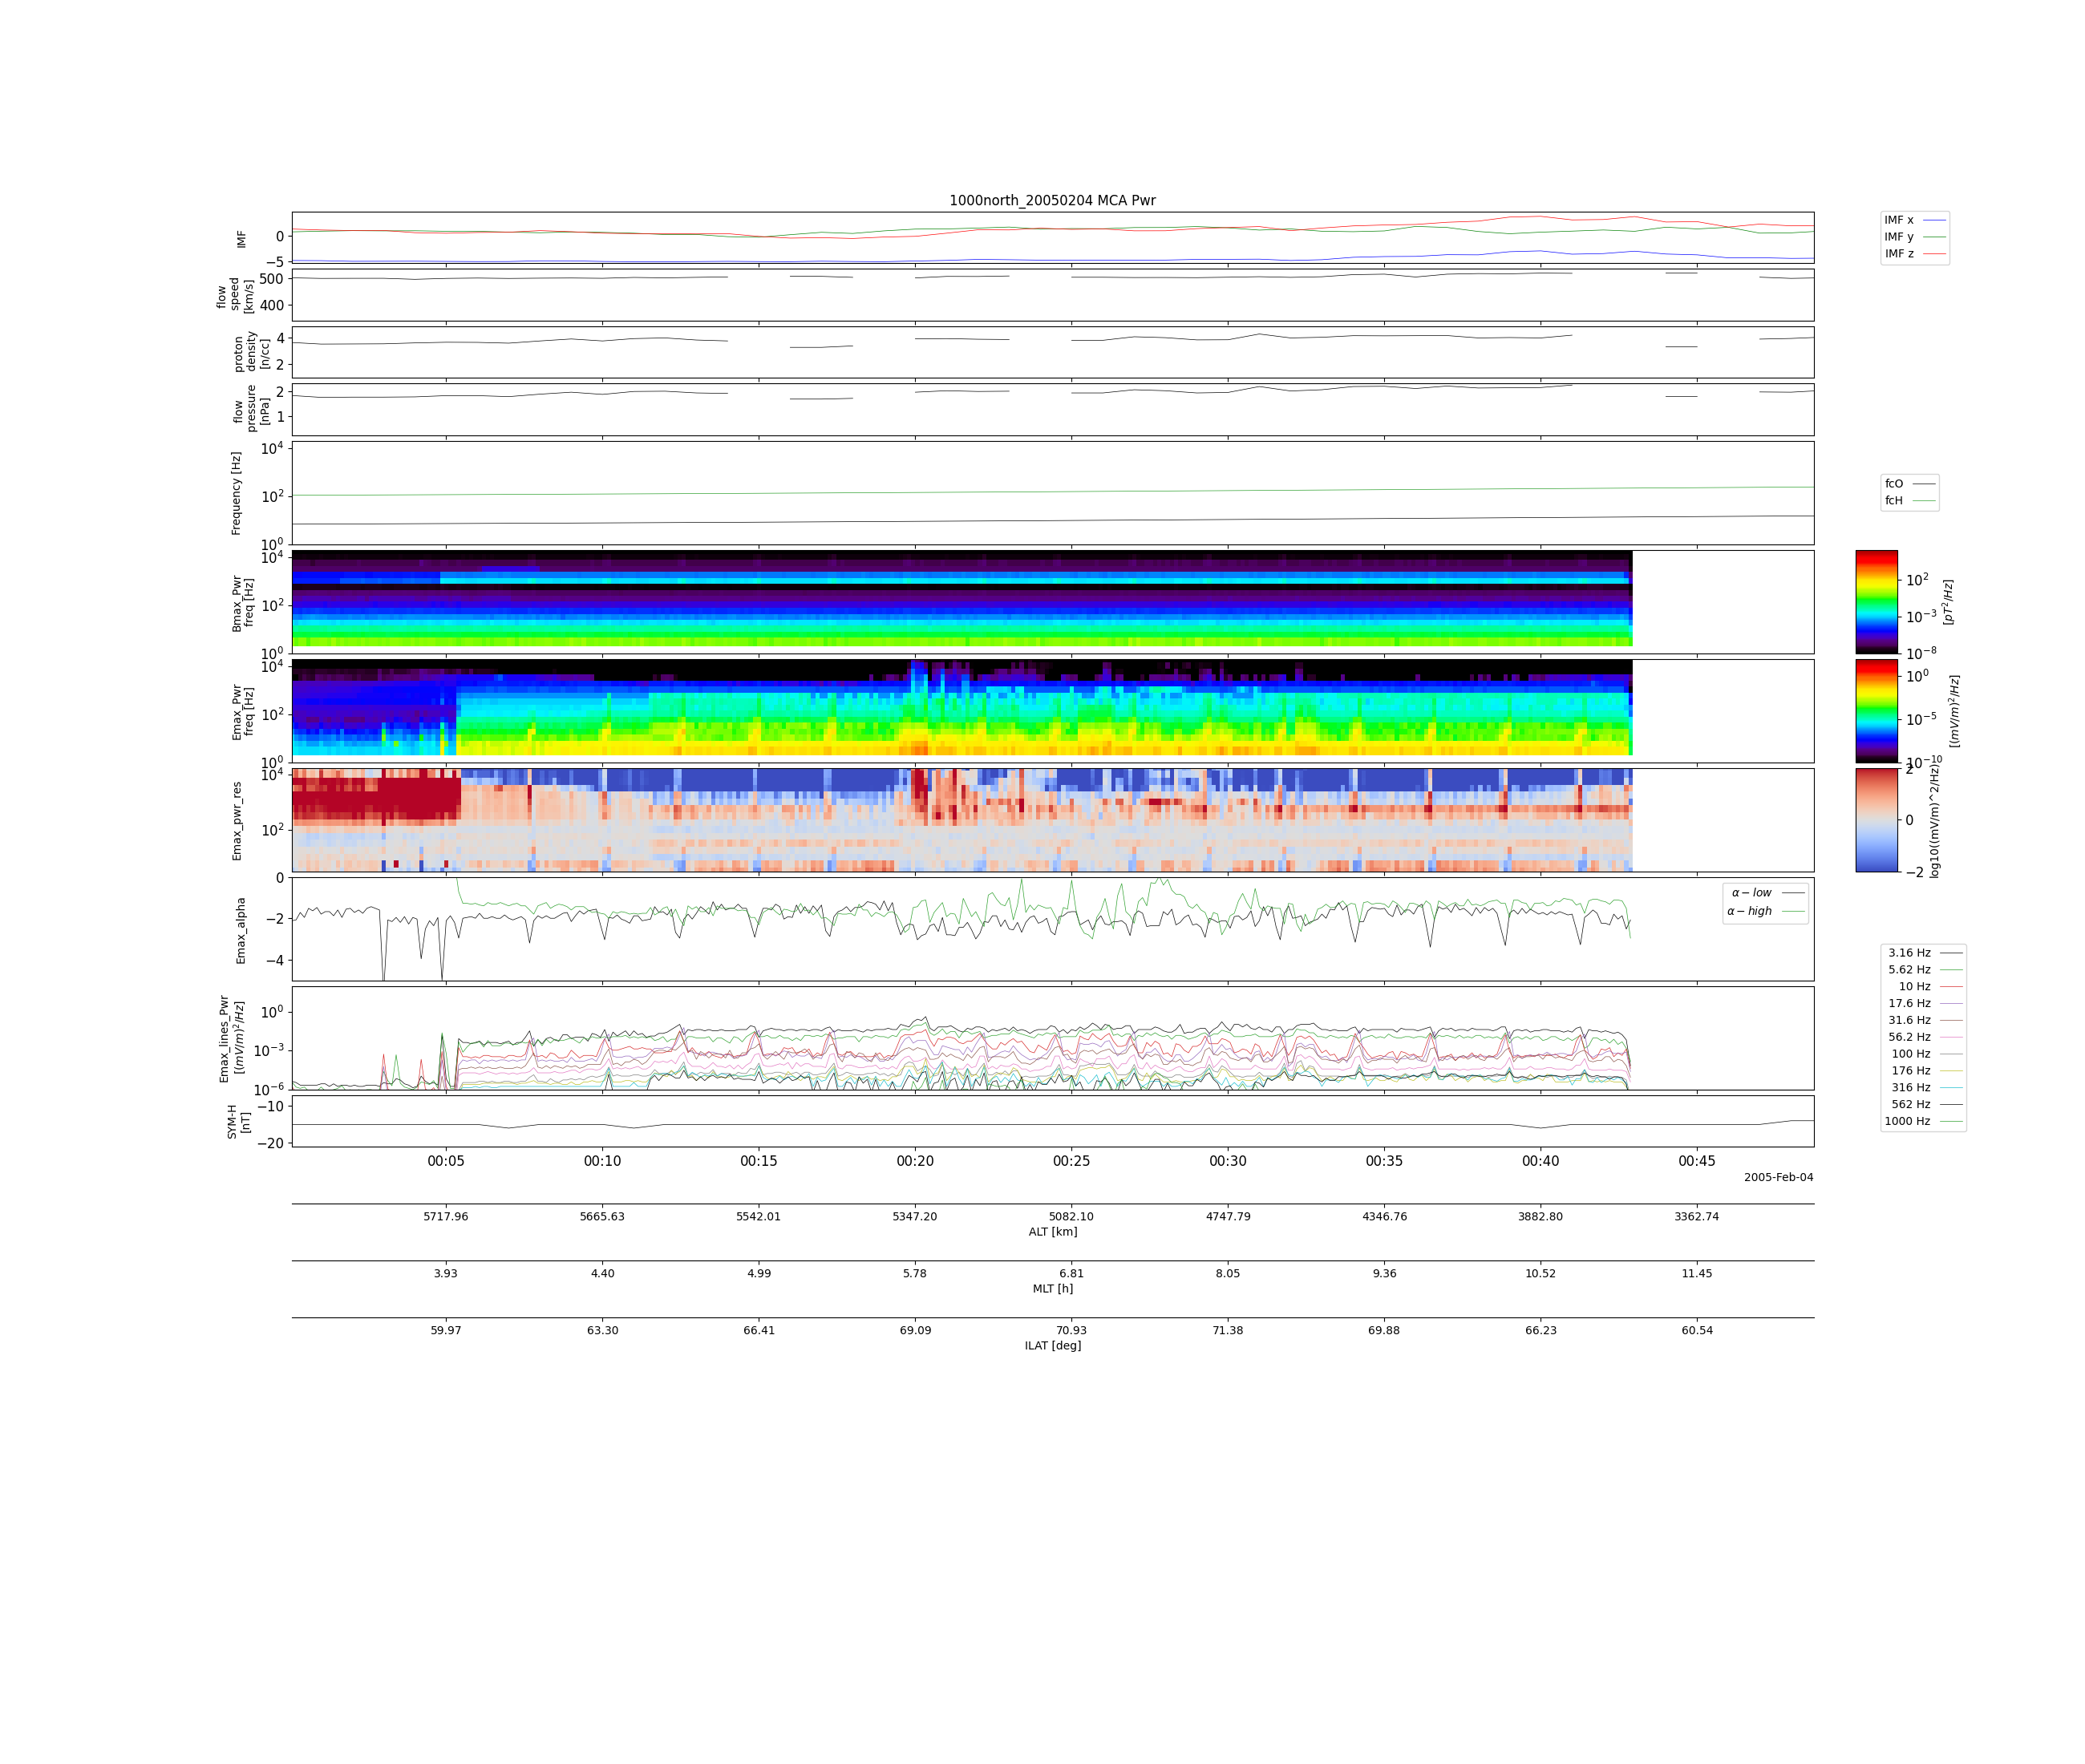 1000north_20050204 MCA Pwr
IMF
0
−5
IMF x
IMF y
IMF z
flow
speed
[km/s]
500
400
proton
density
[n/cc]
4
2
flow
pressure
[nPa]
2
1
Frequency [Hz]
10^4
10^2
10^0
fcO
fcH
Bmax_Pwr
freq [Hz]
10^4
10^2
10^0
10^2
10^−3
10^−8
[pT^2/Hz]
Emax_Pwr
freq [Hz]
10^4
10^2
10^0
10^0
10^−5
10^−10
[(mV/m)^2/Hz]
Emax_pwr_res
10^4
10^2
2
0
−2
log10((mV/m)^2/Hz)
Emax_alpha
0
−2
−4
α − low
α − high
Emax_lines_Pwr
[(mV/m)^2/Hz]
10^0
10^−3
10^−6
3.16 Hz
5.62 Hz
10 Hz
17.6 Hz
31.6 Hz
56.2 Hz
100 Hz
176 Hz
316 Hz
562 Hz
1000 Hz
SYM-H
[nT]
−10
−20
00:05 00:10 00:15 00:20 00:25 00:30 00:35 00:40 00:45
2005-Feb-04
5717.96 5665.63 5542.01 5347.20 5082.10 4747.79 4346.76 3882.80 3362.74
ALT [km]
3.93 4.40 4.99 5.78 6.81 8.05 9.36 10.52 11.45
MLT [h]
59.97 63.30 66.41 69.09 70.93 71.38 69.88 66.23 60.54
ILAT [deg]